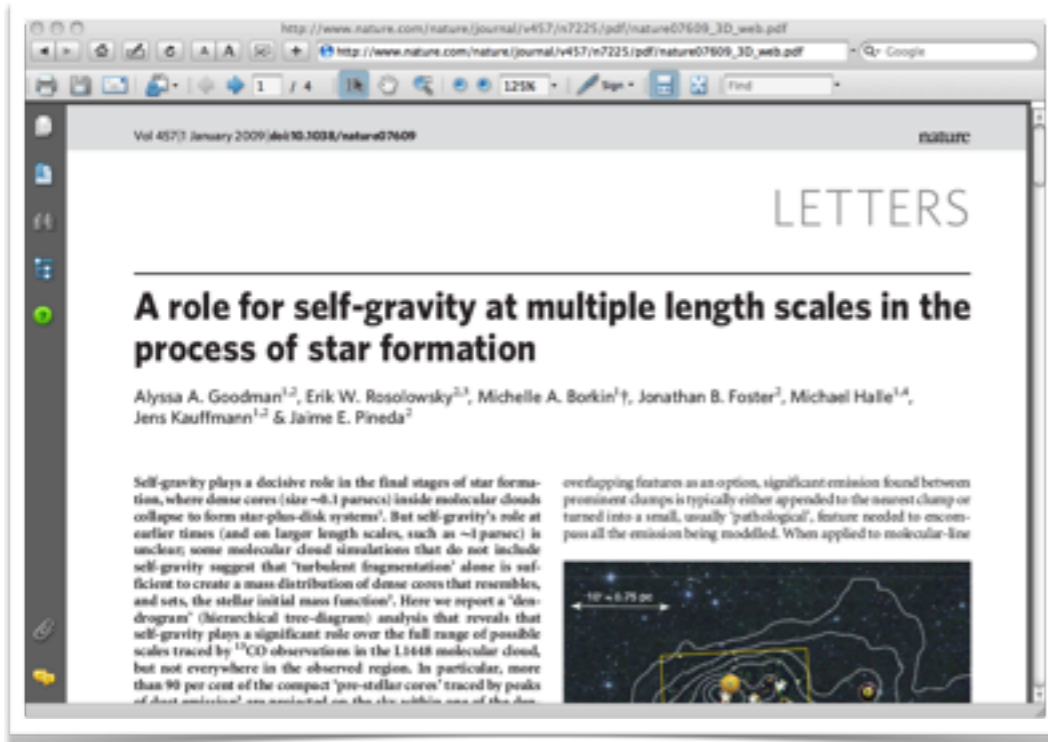 http://www.nature.com/nature/journal/v457/n7225/pdf/nature07609_3D_web.pdf
http://www.nature.com/nature/journal/v457/n7225/pdf/nature07609_3D_web.pdf
Google
1 / 4
125%
Sign
Find
Vol 457|1 January 2009|doi:10.1038/nature07609
nature
LETTERS
A role for self-gravity at multiple length scales in the
process of star formation
Alyssa A. Goodman1,2, Erik W. Rosolowsky2,3, Michelle A. Borkin1†, Jonathan B. Foster2, Michael Halle1,4,
Jens Kauffmann1,2 & Jaime E. Pineda2
Self-gravity plays a decisive role in the final stages of star forma-
tion, where dense cores (size ~0.1 parsecs) inside molecular clouds
collapse to form star-plus-disk systems1. But self-gravity's role at
earlier times (and on larger length scales, such as ~1 parsec) is
unclear; some molecular cloud simulations that do not include
self-gravity suggest that 'turbulent fragmentation' alone is suf-
ficient to create a mass distribution of dense cores that resembles,
and sets, the stellar initial mass function2. Here we report a 'den-
drogram' (hierarchical tree-diagram) analysis that reveals that
self-gravity plays a significant role over the full range of possible
scales traced by 13CO observations in the L1448 molecular cloud,
but not everywhere in the observed region. In particular, more
than 90 per cent of the compact 'pre-stellar cores' traced by peaks
of dust emission3 are projected on the sky within one of the den-
overlapping features as an option, significant emission found between
prominent clumps is typically either appended to the nearest clump or
turned into a small, usually 'pathological', feature needed to encom-
pass all the emission being modelled. When applied to molecular-line
10' ≈ 0.75 pc